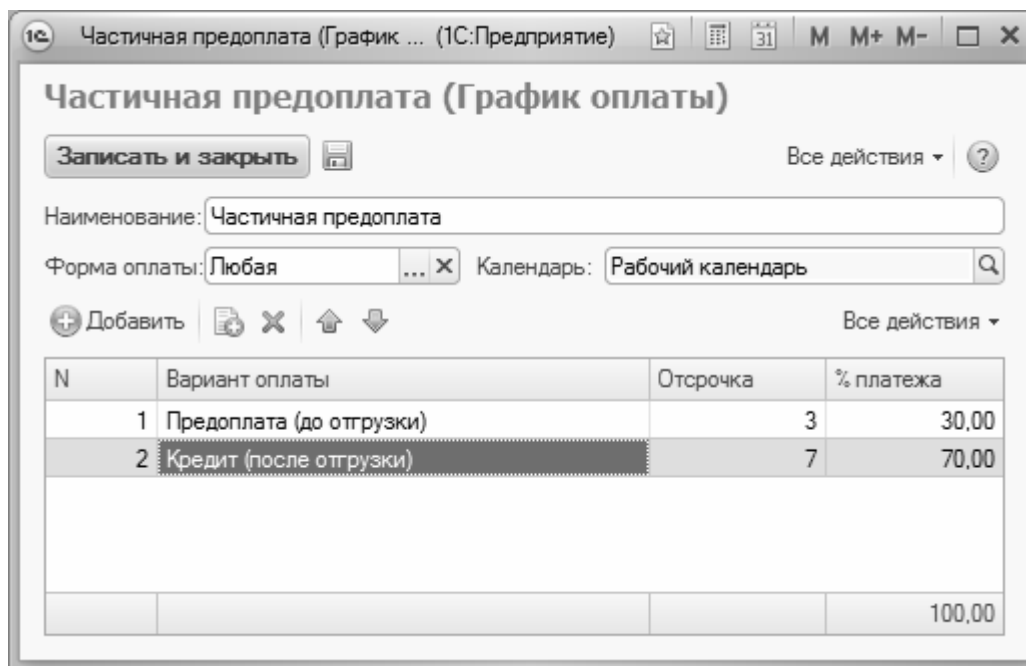 1С Частичная предоплата (График ... (1С:Предприятие) 31 M M+ M-
Частичная предоплата (График оплаты)
Записать и закрыть Все действия ?
Наименование: Частичная предоплата
Форма оплаты: Любая ... Календарь: Рабочий календарь
Добавить Все действия
N Вариант оплаты Отсрочка % платежа
1 Предоплата (до отгрузки) 3 30,00
2 Кредит (после отгрузки) 7 70,00
100,00